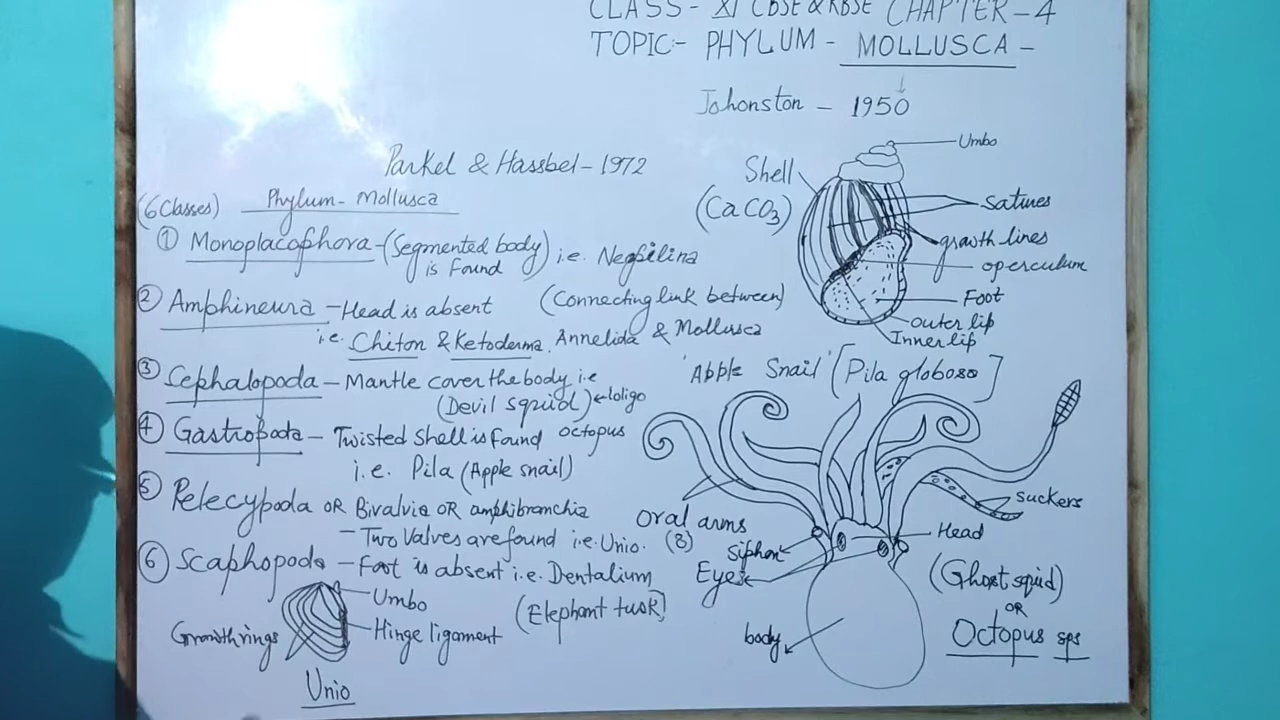 CLASS - XI CBSE & RBSE CHAPTER - 4
TOPIC:- PHYLUM - MOLLUSCA -
Johonston - 1950
Parkel & Hassbel - 1972
(6 Classes) Phylum - Mollusca
① Monoplacophora - (Segmented body) i.e. Neopilina
is Found
② Amphineura - Head is absent (Connecting link between)
i.e. Chiton & Ketoderma. Annelida & Mollusca
③ Cephalopoda - Mantle cover the body i.e
(Devil squid) ← loligo
④ Gastropoda - Twisted Shell is found octopus
i.e. Pila (Apple snail)
⑤ Pelecypoda OR Bivalvia OR amphibranchia
- Two Valves are found i.e. Unio.
⑥ Scaphopoda - Foot is absent i.e. Dentalium
(Elephant tusk)
Umbo
Growth rings
Hinge ligament
Unio
Umbo
Shell
(CaCO3)
Satures
growth lines
operculum
Foot
outer lip
Inner lip
'Apple Snail' [Pila globosa]
suckers
Oral arms
(8)
Head
Siphon
Eyes
(Ghost squid)
OR
Octopus sps
body